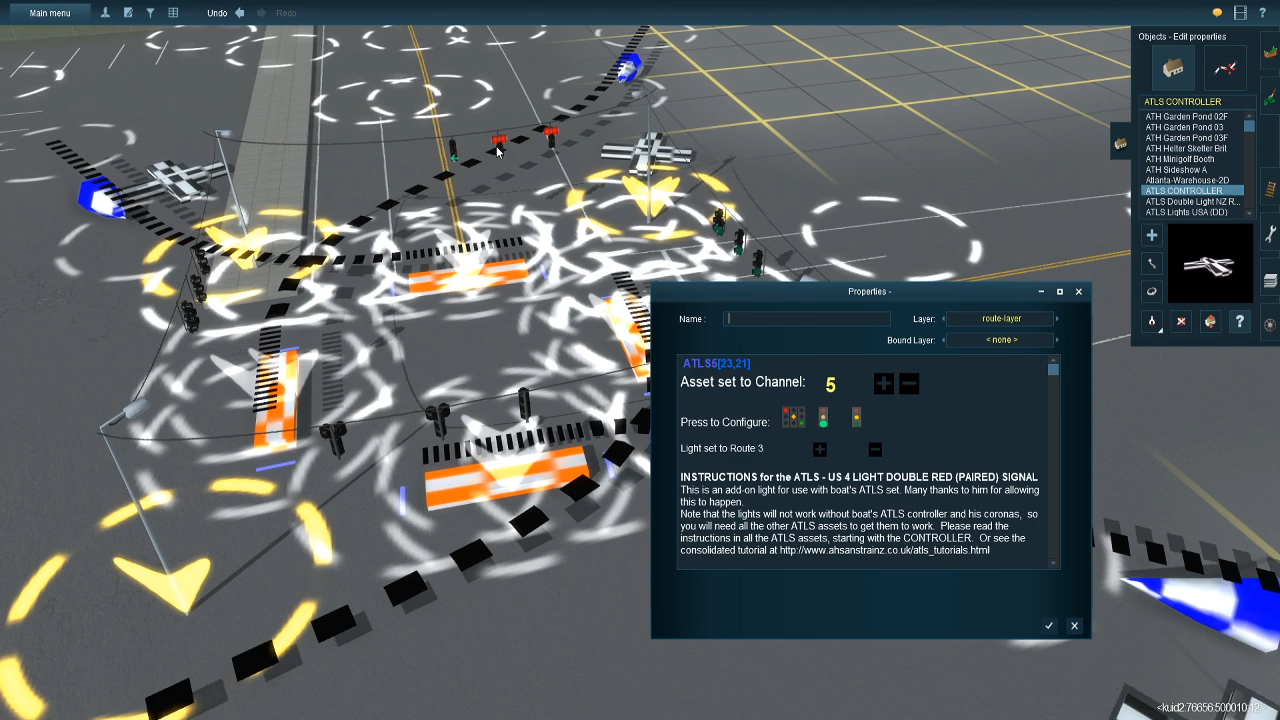 Main menu
Undo
Redo
?
Objects - Edit properties
ATLS CONTROLLER
ATH Garden Pond 02F
ATH Garden Pond 03
ATH Garden Pond 03F
ATH Helter Skelter Brit
ATH Minigolf Booth
ATH Sideshow A
Atlanta-Warehouse-2D
ATLS CONTROLLER
ATLS Double Light NZ R...
ATLS Lights USA (DD)
?
Properties -
Name :
Layer:
route-layer
Bound Layer:
< none >
ATLS5[23,21]
Asset set to Channel: 5
Press to Configure:
Light set to Route 3
INSTRUCTIONS for the ATLS - US 4 LIGHT DOUBLE RED (PAIRED) SIGNAL
This is an add-on light for use with boat's ATLS set. Many thanks to him for allowing
this to happen.
Note that the lights will not work without boat's ATLS controller and his coronas, so
you will need all the other ATLS assets to get them to work. Please read the
instructions in all the ATLS assets, starting with the CONTROLLER. Or see the
consolidated tutorial at http://www.ahsanstrainz.co.uk/atls_tutorials.html
<kuid2:76656:500010:12>